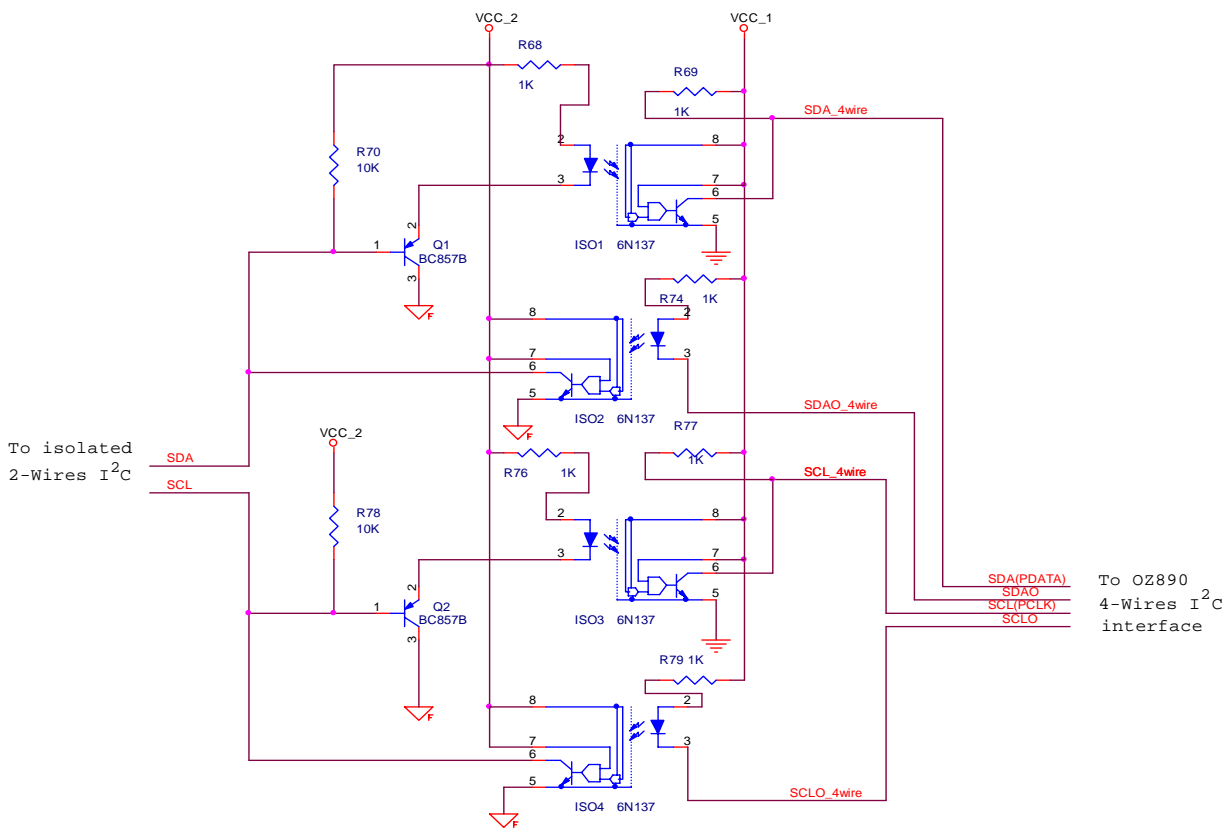 VCC_2
VCC_1
R68
1K
R69
1K
SDA_4wire
R70
10K
2
3
8
7
6
5
1
2
3
Q1
BC857B
ISO1 6N137
F
R74
1K
8
7
6
5
2
3
ISO2 6N137
F
SDAO_4wire
To isolated
2-Wires I²C
SDA
SCL
VCC_2
R76
1K
R77
1K
SCL_4wire
R78
10K
2
3
8
7
6
5
1
2
3
Q2
BC857B
ISO3 6N137
F
SDA(PDATA)
SDAO
SCL(PCLK)
SCLO
To OZ890
4-Wires I²C
interface
R79 1K
8
7
6
5
2
3
ISO4 6N137
F
SCLO_4wire